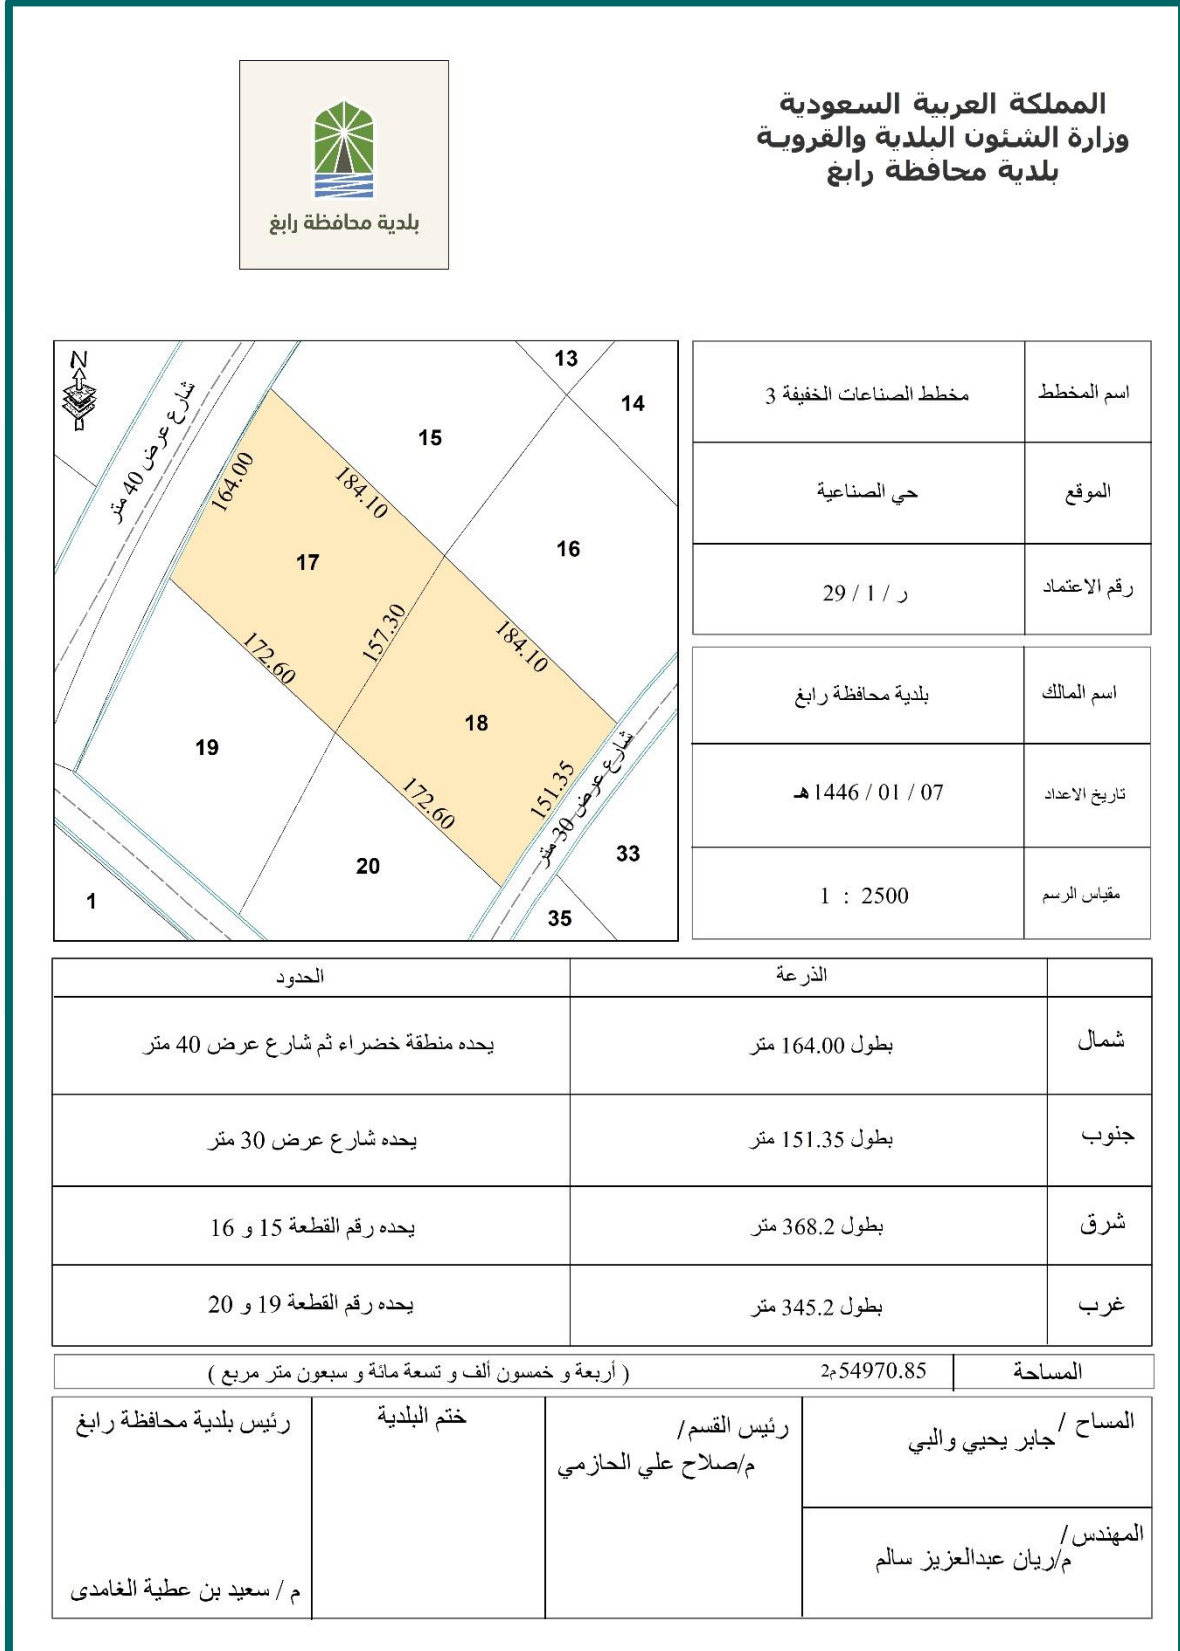 المملكة العربية السعودية
وزارة الشئون البلدية والقروية
بلدية محافظة رابغ
بلدية محافظة رابغ
N
شارع عرض 40 متر
13
14
15
164.00
184.10
16
17
157.30
184.10
172.60
18
19
شارع عرض 30 متر
151.35
172.60
20
33
1
35
اسم المخطط
مخطط الصناعات الخفيفة 3
الموقع
حي الصناعية
رقم الاعتماد
ر / 1 / 29
اسم المالك
بلدية محافظة رابغ
تاريخ الاعداد
07 / 01 / 1446 هـ
مقياس الرسم
1 : 2500
الذرعة
الحدود
شمال
بطول 164.00 متر
يحده منطقة خضراء ثم شارع عرض 40 متر
جنوب
بطول 151.35 متر
يحده شارع عرض 30 متر
شرق
بطول 368.2 متر
يحده رقم القطعة 15 و 16
غرب
بطول 345.2 متر
يحده رقم القطعة 19 و 20
المساحة
54970.85م2
( أربعة و خمسون ألف و تسعة مائة و سبعون متر مربع )
المساح / جابر يحيي والبي
رئيس القسم/
م/صلاح علي الحازمي
ختم البلدية
رئيس بلدية محافظة رابغ
المهندس/
م/ريان عبدالعزيز سالم
م / سعيد بن عطية الغامدى